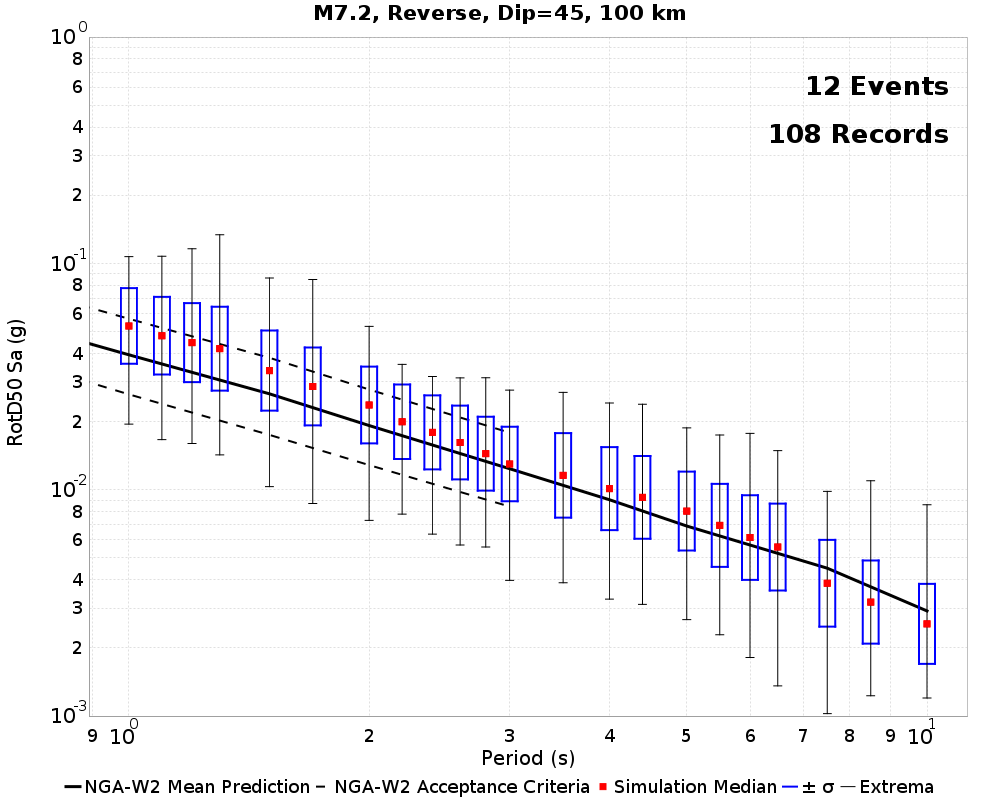 M7.2, Reverse, Dip=45, 100 km
12 Events
108 Records
RotD50 Sa (g)
10^0
8
6
4
3
2
10^-1
8
6
4
3
2
10^-2
8
6
4
3
2
10^-3
9 10^0 2 3 4 5 6 7 8 9 10^1
Period (s)
NGA-W2 Mean Prediction NGA-W2 Acceptance Criteria Simulation Median ± σ Extrema